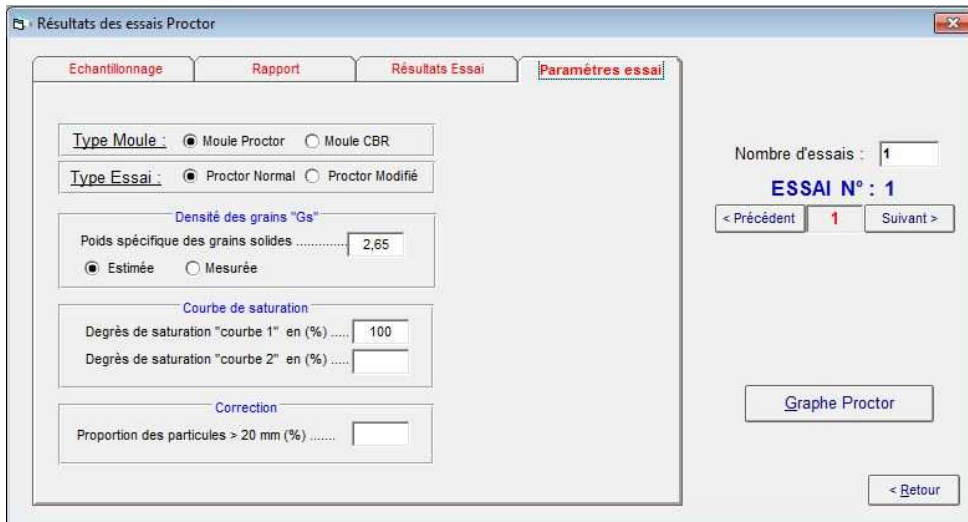 Résultats des essais Proctor
Echantillonnage Rapport Résultats Essai Paramètres essai
Type Moule : Moule Proctor Moule CBR
Type Essai : Proctor Normal Proctor Modifié
Densité des grains "Gs"
Poids spécifique des grains solides ............. 2,65
Estimée Mesurée
Courbe de saturation
Degrès de saturation "courbe 1" en (%) ..... 100
Degrès de saturation "courbe 2" en (%) .....
Correction
Proportion des particules > 20 mm (%) .......
Nombre d'essais : 1
ESSAI N° : 1
< Précédent 1 Suivant >
Graphe Proctor
< Retour